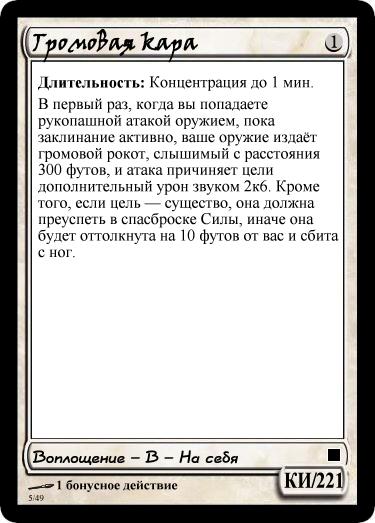 Громовая кара 1
Длительность: Концентрация до 1 мин.
В первый раз, когда вы попадаете
рукопашной атакой оружием, пока
заклинание активно, ваше оружие издаёт
громовой рокот, слышимый с расстояния
300 футов, и атака причиняет цели
дополнительный урон звуком 2к6. Кроме
того, если цель — существо, она должна
преуспеть в спасброске Силы, иначе она
будет оттолкнута на 10 футов от вас и сбита
с ног.
Воплощение – В – На себя
1 бонусное действие
КИ/221
5/49